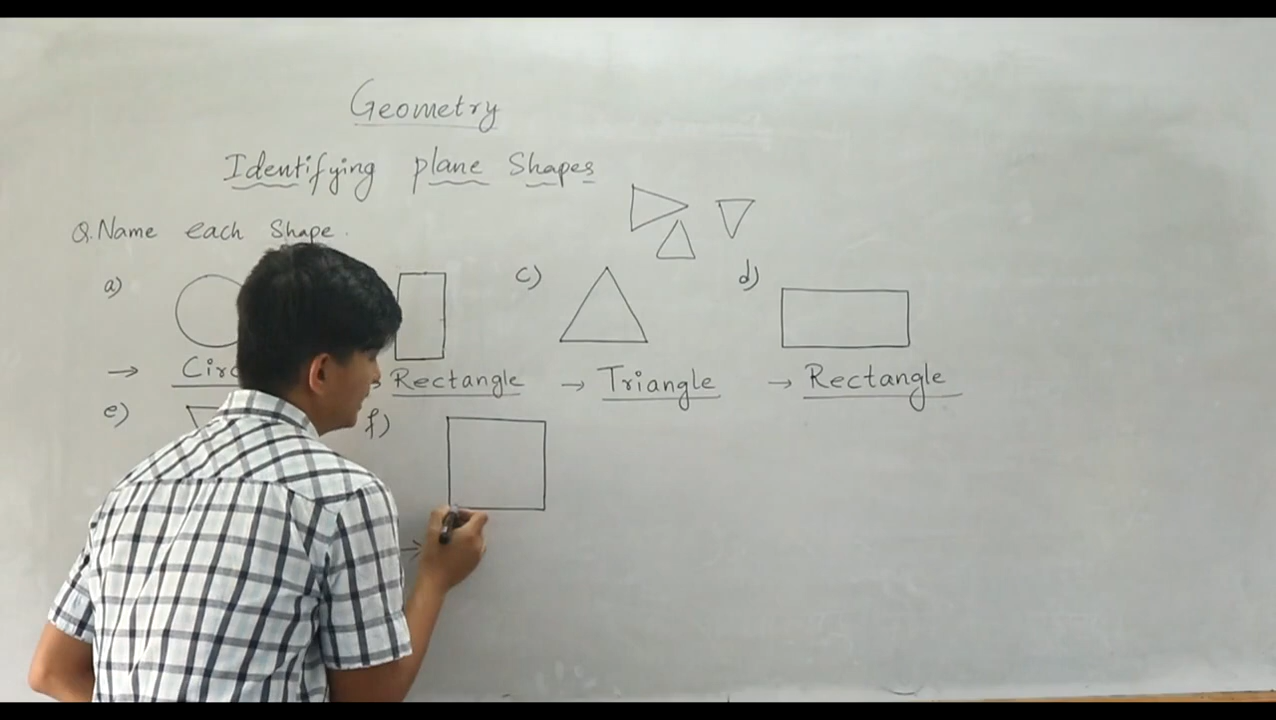 Geometry
Identifying plane Shapes
Q. Name each Shape.
a) c) d)
→ → Rectangle → Triangle → Rectangle
e) f)
→